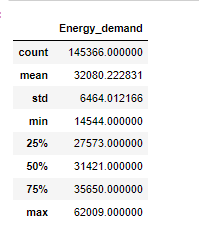 Energy_demand
count 145366.000000
mean 32080.222831
std 6464.012166
min 14544.000000
25% 27573.000000
50% 31421.000000
75% 35650.000000
max 62009.000000